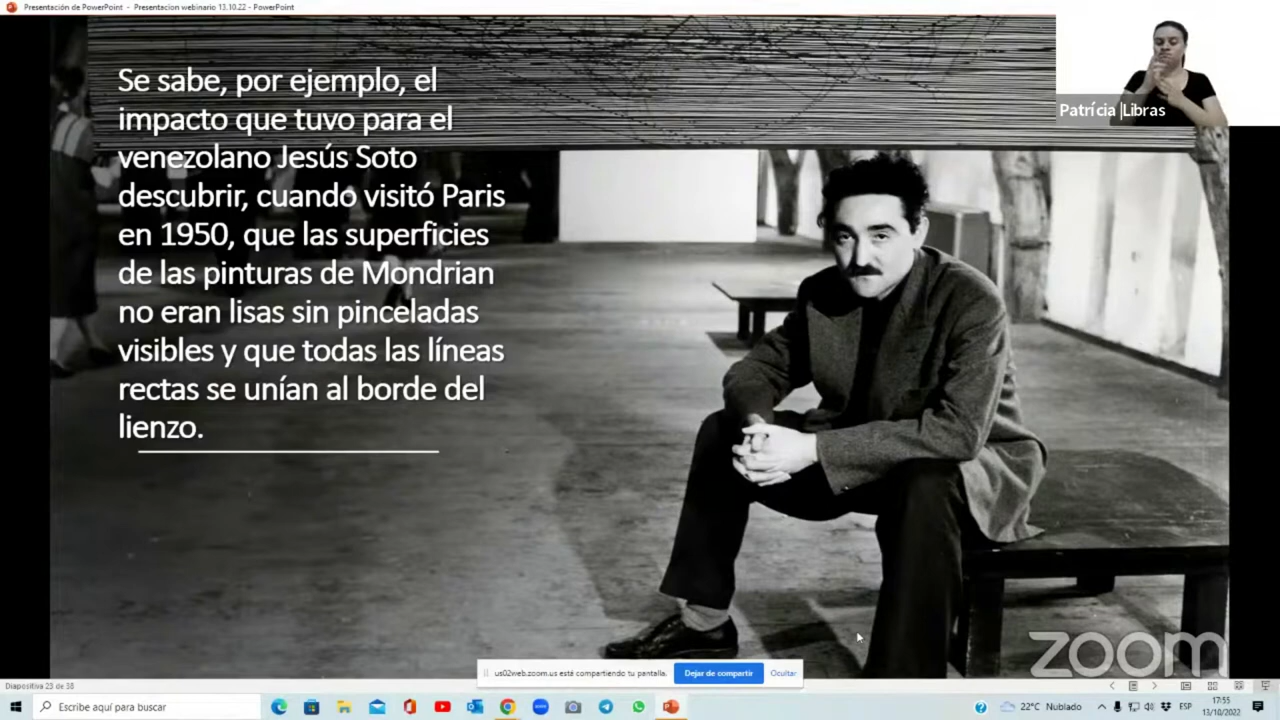 Presentación de PowerPoint - Presentacion webinario 13.10.22 - PowerPoint
Se sabe, por ejemplo, el
impacto que tuvo para el
venezolano Jesús Soto
descubrir, cuando visitó Paris
en 1950, que las superficies
de las pinturas de Mondrian
no eran lisas sin pinceladas
visibles y que todas las líneas
rectas se unían al borde del
lienzo.
Patrícia |Libras
zoom
us02web.zoom.us está compartiendo tu pantalla.
Dejar de compartir
Ocultar
Diapositiva 23 de 38
Escribe aquí para buscar
22°C Nublado
ESP
17:55
13/10/2022